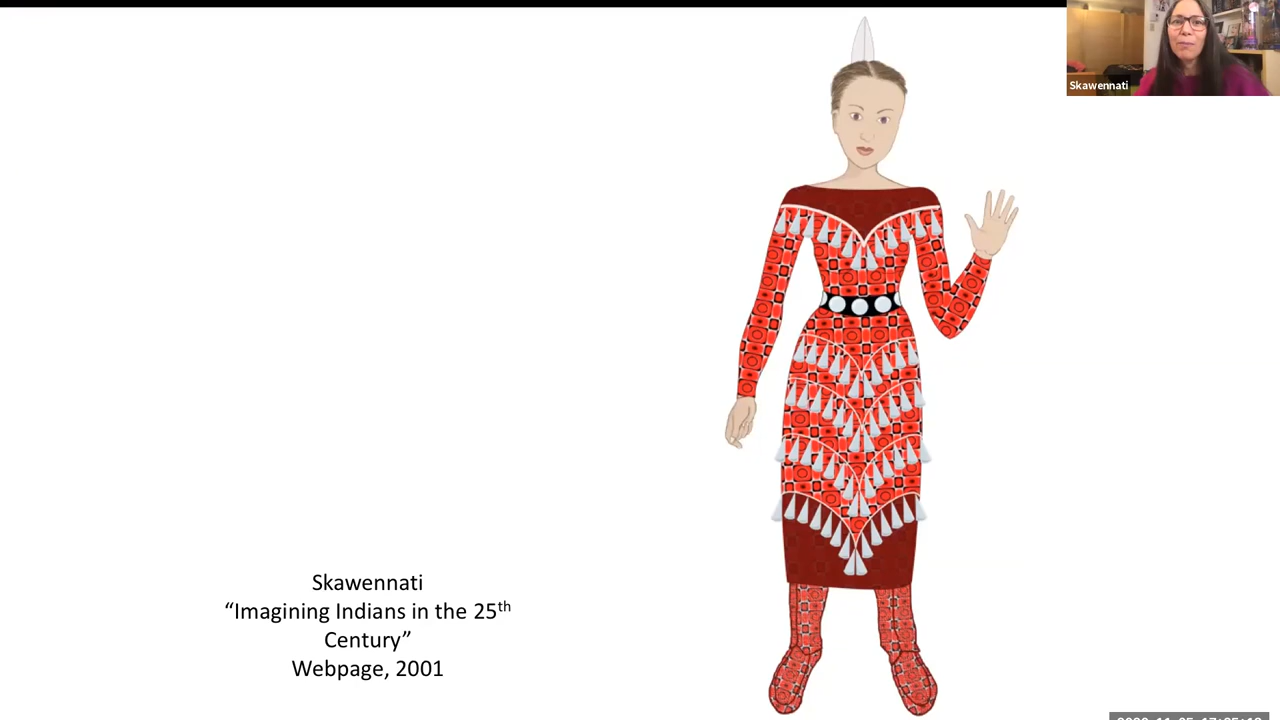 Skawennati
Skawennati
“Imagining Indians in the 25th
Century”
Webpage, 2001